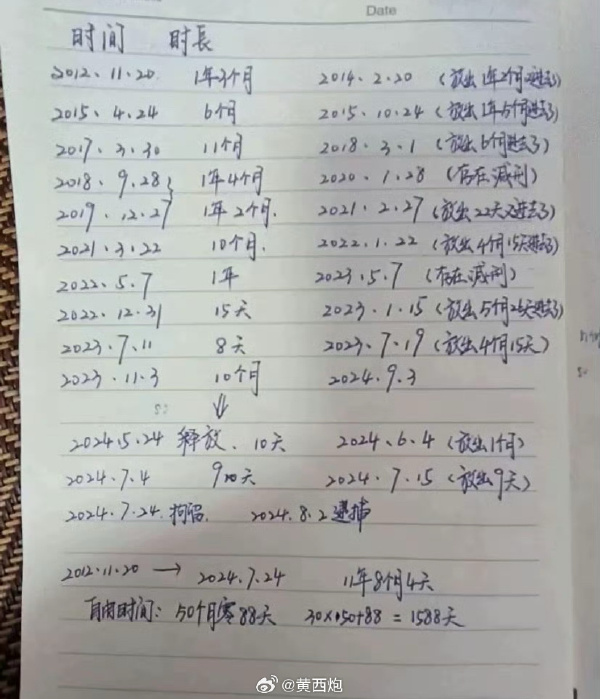 Date
时间 时长
2012.11.20 1年3个月 2014.2.20 (放出1年2个月进去了)
2015.4.24 6个月 2015.10.24 (放出1年5个月进去了)
2017.3.30 11个月 2018.3.1 (放出6个月进去了)
2018.9.28 1年4个月 2020.1.28 (存在减刑)
2019.12.27 1年2个月. 2021.2.27 (放出22天又进去了)
2021.3.22 10个月. 2022.1.22 (放出4个月15天进去了)
2022.5.7 1年 2023.5.7 (存在减刑)
2022.12.31 15天 2023.1.15 (放出5个月26天进去了)
2023.7.11 8天 2023.7.19 (放出4个月15天)
2023.11.3 10个月 2024.9.3
↓
2024.5.24 释放、10天 2024.6.4 (放出1个月)
2024.7.4 天 2024.7.15 (放出9天)
2024.7.24.拘留. 2024.8.2逮捕
2012.11.20 → 2024.7.24 11年8个月4天
自由时间: 50个月零88天 30×50+88 = 1588天
@黄西炮